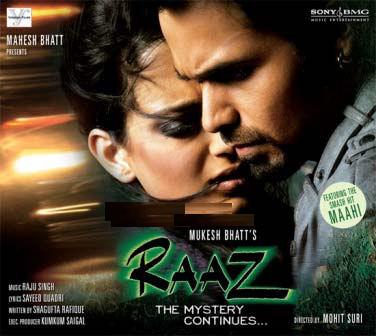 SONY BMG
MUSIC ENTERTAINMENT
MAHESH BHATT
PRESENTS
FEATURING THE
SMASH HIT
MAAHI
MUKESH BHATT'S
RAAZ
THE MYSTERY
CONTINUES...
MUSIC RAJU SINGH
LYRICS SAYEED QUADRI
WRITTEN BY SHAGUFTA RAFIQUE
EXEC PRODUCER KUMKUM SAIGAL
DIRECTED BY MOHIT SURI